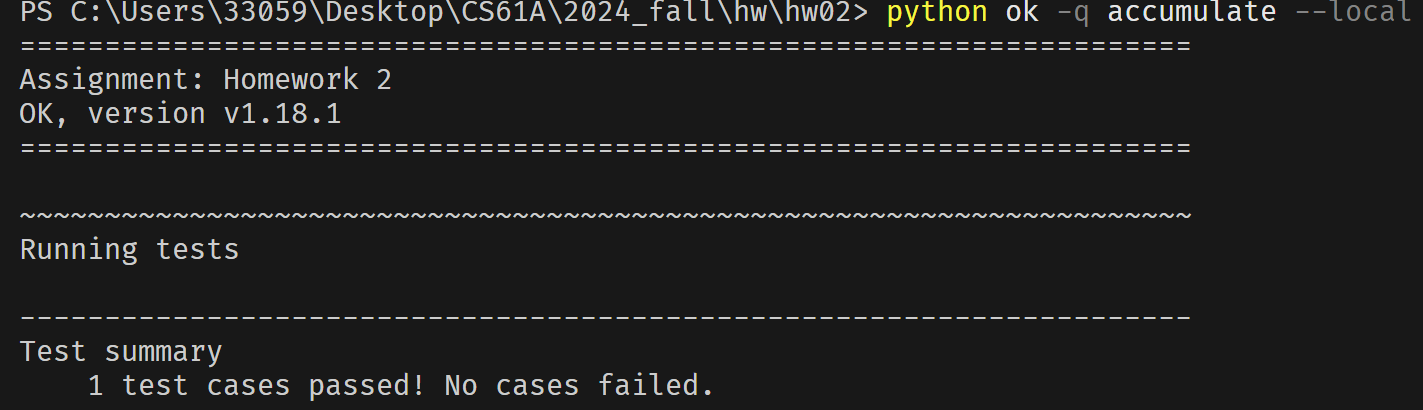 PS C:\Users\33059\Desktop\CS61A\2024_fall\hw\hw02> python ok -q accumulate --local
=====================================================================
Assignment: Homework 2
OK, version v1.18.1
=====================================================================
~~~~~~~~~~~~~~~~~~~~~~~~~~~~~~~~~~~~~~~~~~~~~~~~~~~~~~~~~~~~~~~~~~~~~
Running tests
---------------------------------------------------------------------
Test summary
    1 test cases passed! No cases failed.